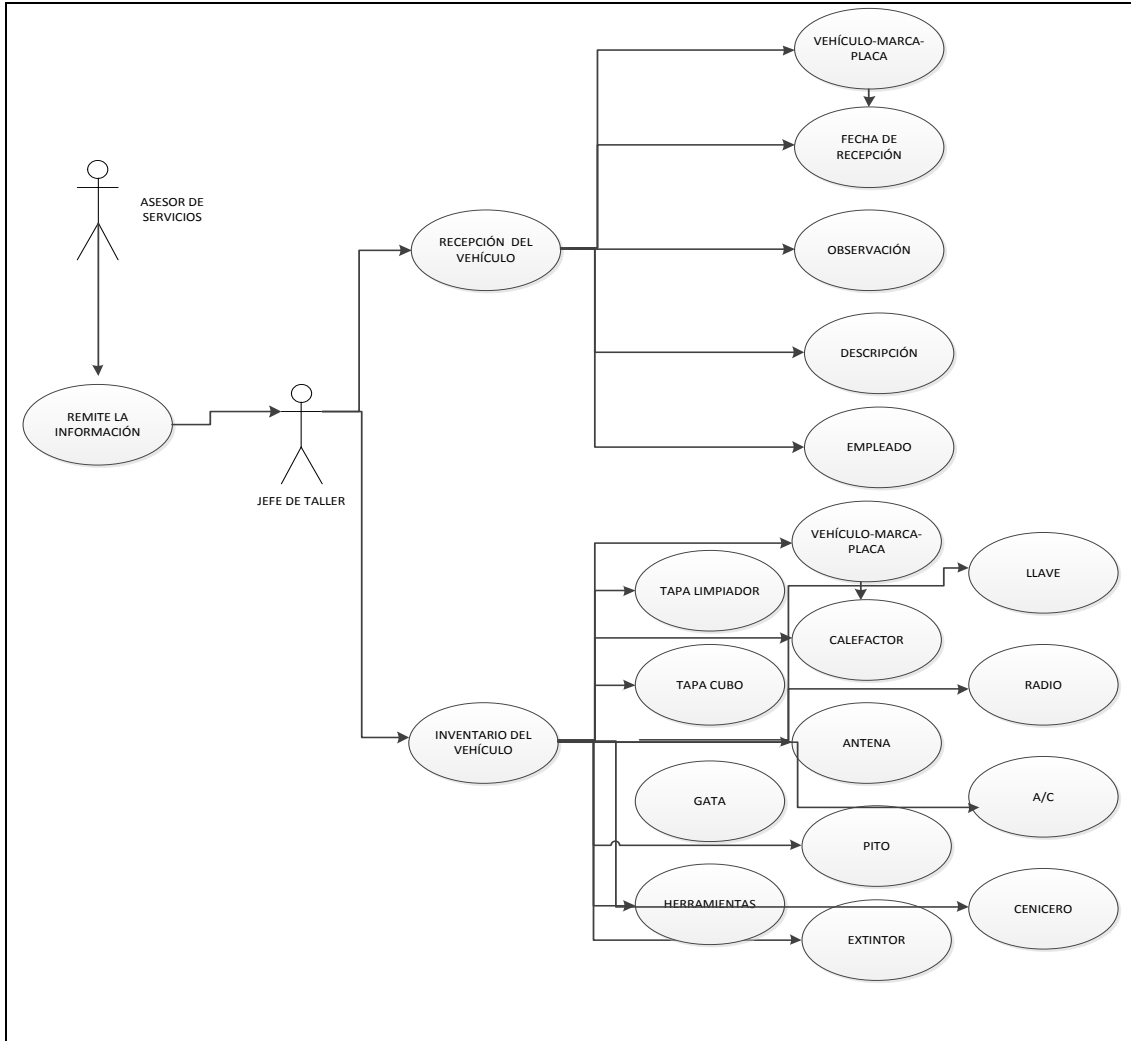 VEHÍCULO-MARCA-
PLACA
FECHA DE
RECEPCIÓN
ASESOR DE
SERVICIOS
RECEPCIÓN DEL
VEHÍCULO
OBSERVACIÓN
DESCRIPCIÓN
REMITE LA
INFORMACIÓN
EMPLEADO
JEFE DE TALLER
VEHÍCULO-MARCA-
PLACA
LLAVE
TAPA LIMPIADOR
CALEFACTOR
TAPA CUBO
RADIO
INVENTARIO DEL
VEHÍCULO
ANTENA
GATA
A/C
PITO
HERRAMIENTAS
CENICERO
EXTINTOR